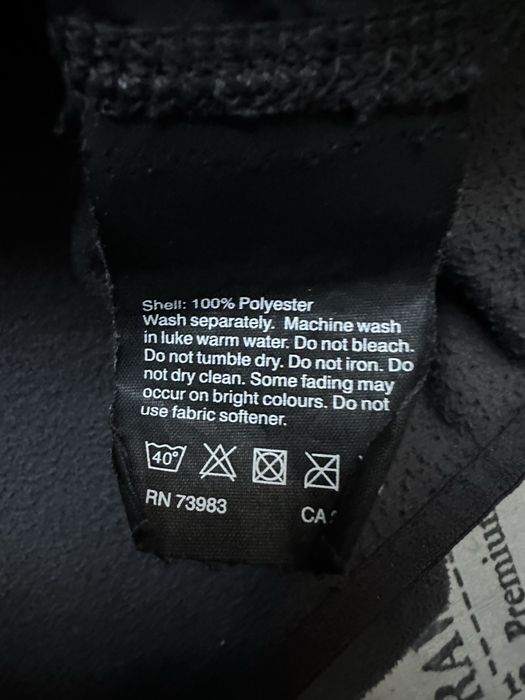 Shell: 100% Polyester
Wash separately. Machine wash
in luke warm water. Do not bleach.
Do not tumble dry. Do not iron. Do
not dry clean. Some fading may
occur on bright colours. Do not
use fabric softener.
40°
RN 73983
CA
Premium